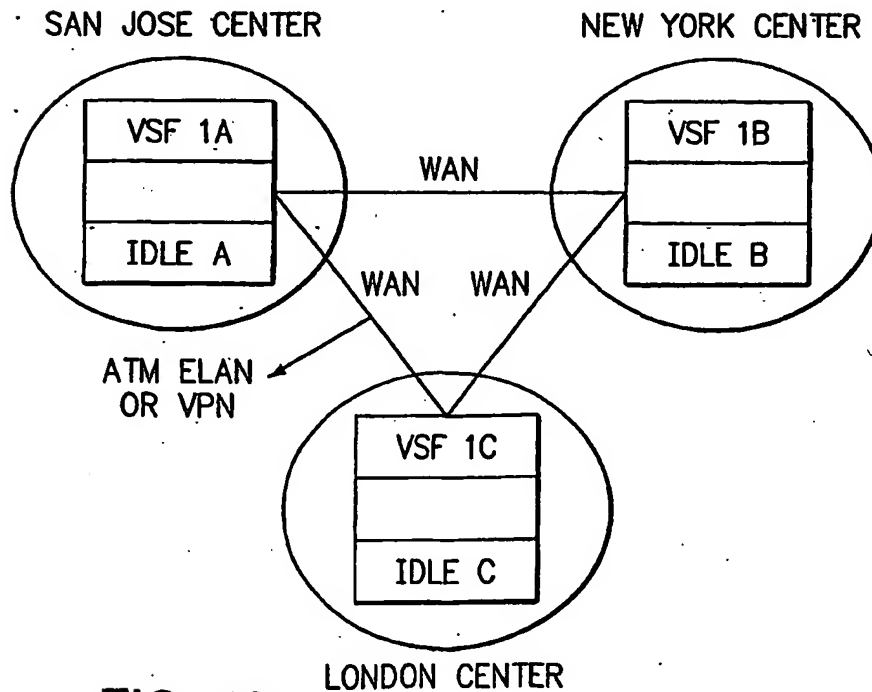 SAN JOSE CENTER
NEW YORK CENTER
VSF 1A
IDLE A
VSF 1B
IDLE B
WAN
WAN
WAN
ATM ELAN
OR VPN
VSF 1C
IDLE C
LONDON CENTER